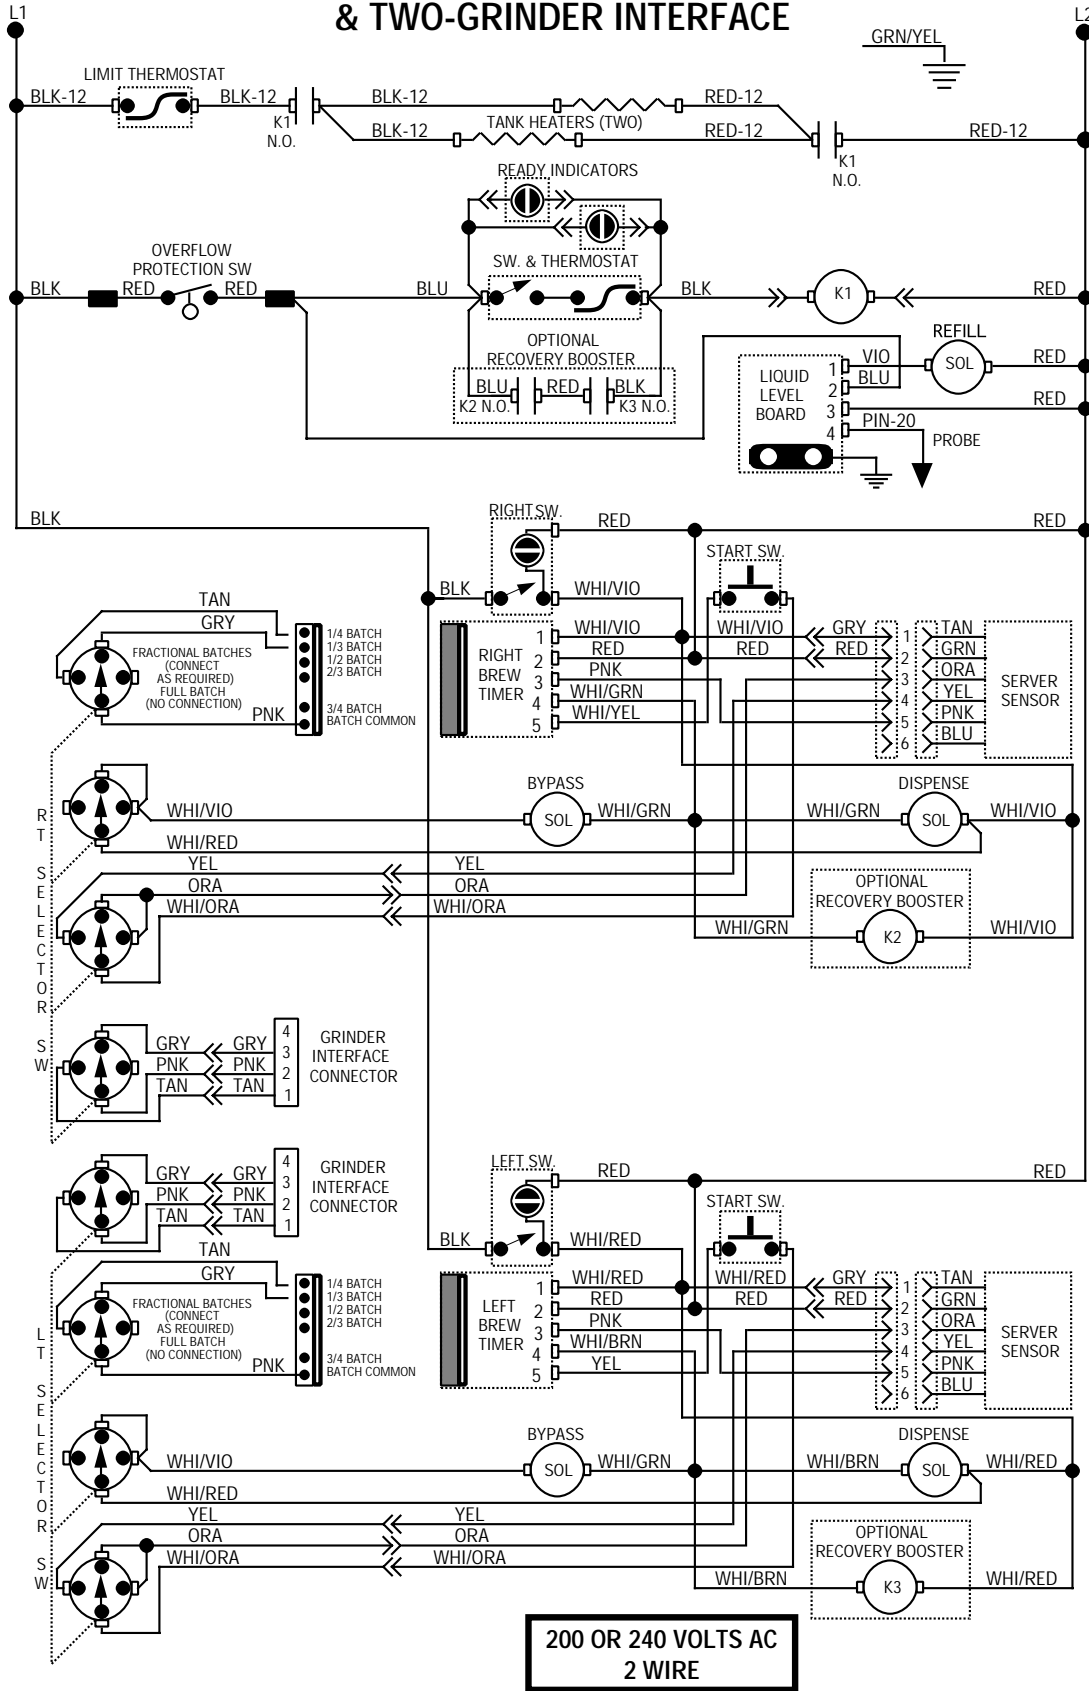 & TWO-GRINDER INTERFACE
L1
L2
GRN/YEL
LIMIT THERMOSTAT
BLK-12
BLK-12
BLK-12
RED-12
K1
N.O.
TANK HEATERS (TWO)
BLK-12
RED-12
RED-12
K1
N.O.
READY INDICATORS
OVERFLOW
PROTECTION SW
SW. & THERMOSTAT
BLK
RED
RED
BLU
BLK
K1
RED
OPTIONAL
RECOVERY BOOSTER
BLU
RED
BLK
K2 N.O.
K3 N.O.
REFILL
VIO
SOL
RED
LIQUID
LEVEL
BOARD
1
2
3
4
BLU
RED
PIN-20
PROBE
BLK
RIGHT SW.
RED
RED
START SW.
BLK
WHI/VIO
TAN
GRY
FRACTIONAL BATCHES
(CONNECT
AS REQUIRED)
FULL BATCH
(NO CONNECTION)
PNK
1/4 BATCH
1/3 BATCH
1/2 BATCH
2/3 BATCH
3/4 BATCH
BATCH COMMON
RIGHT
BREW
TIMER
1
2
3
4
5
WHI/VIO
RED
PNK
WHI/GRN
WHI/YEL
WHI/VIO
RED
GRY
RED
1
2
3
4
5
6
TAN
GRN
ORA
YEL
PNK
BLU
SERVER
SENSOR
RT SELECTOR SW
BYPASS
DISPENSE
WHI/VIO
SOL
WHI/GRN
WHI/GRN
SOL
WHI/VIO
WHI/RED
YEL
YEL
ORA
ORA
WHI/ORA
WHI/ORA
OPTIONAL
RECOVERY BOOSTER
WHI/GRN
K2
WHI/VIO
GRY
GRY
PNK
PNK
TAN
TAN
4
3
2
1
GRINDER
INTERFACE
CONNECTOR
GRY
GRY
PNK
PNK
TAN
TAN
4
3
2
1
GRINDER
INTERFACE
CONNECTOR
LEFT SW.
RED
RED
START SW.
BLK
WHI/RED
TAN
GRY
FRACTIONAL BATCHES
(CONNECT
AS REQUIRED)
FULL BATCH
(NO CONNECTION)
PNK
1/4 BATCH
1/3 BATCH
1/2 BATCH
2/3 BATCH
3/4 BATCH
BATCH COMMON
LEFT
BREW
TIMER
1
2
3
4
5
WHI/RED
RED
PNK
WHI/BRN
YEL
WHI/RED
RED
GRY
RED
1
2
3
4
5
6
TAN
GRN
ORA
YEL
PNK
BLU
SERVER
SENSOR
LT SELECTOR SW
BYPASS
DISPENSE
WHI/VIO
SOL
WHI/GRN
WHI/BRN
SOL
WHI/RED
WHI/RED
YEL
YEL
ORA
ORA
WHI/ORA
WHI/ORA
OPTIONAL
RECOVERY BOOSTER
WHI/BRN
K3
WHI/RED
200 OR 240 VOLTS AC
2 WIRE